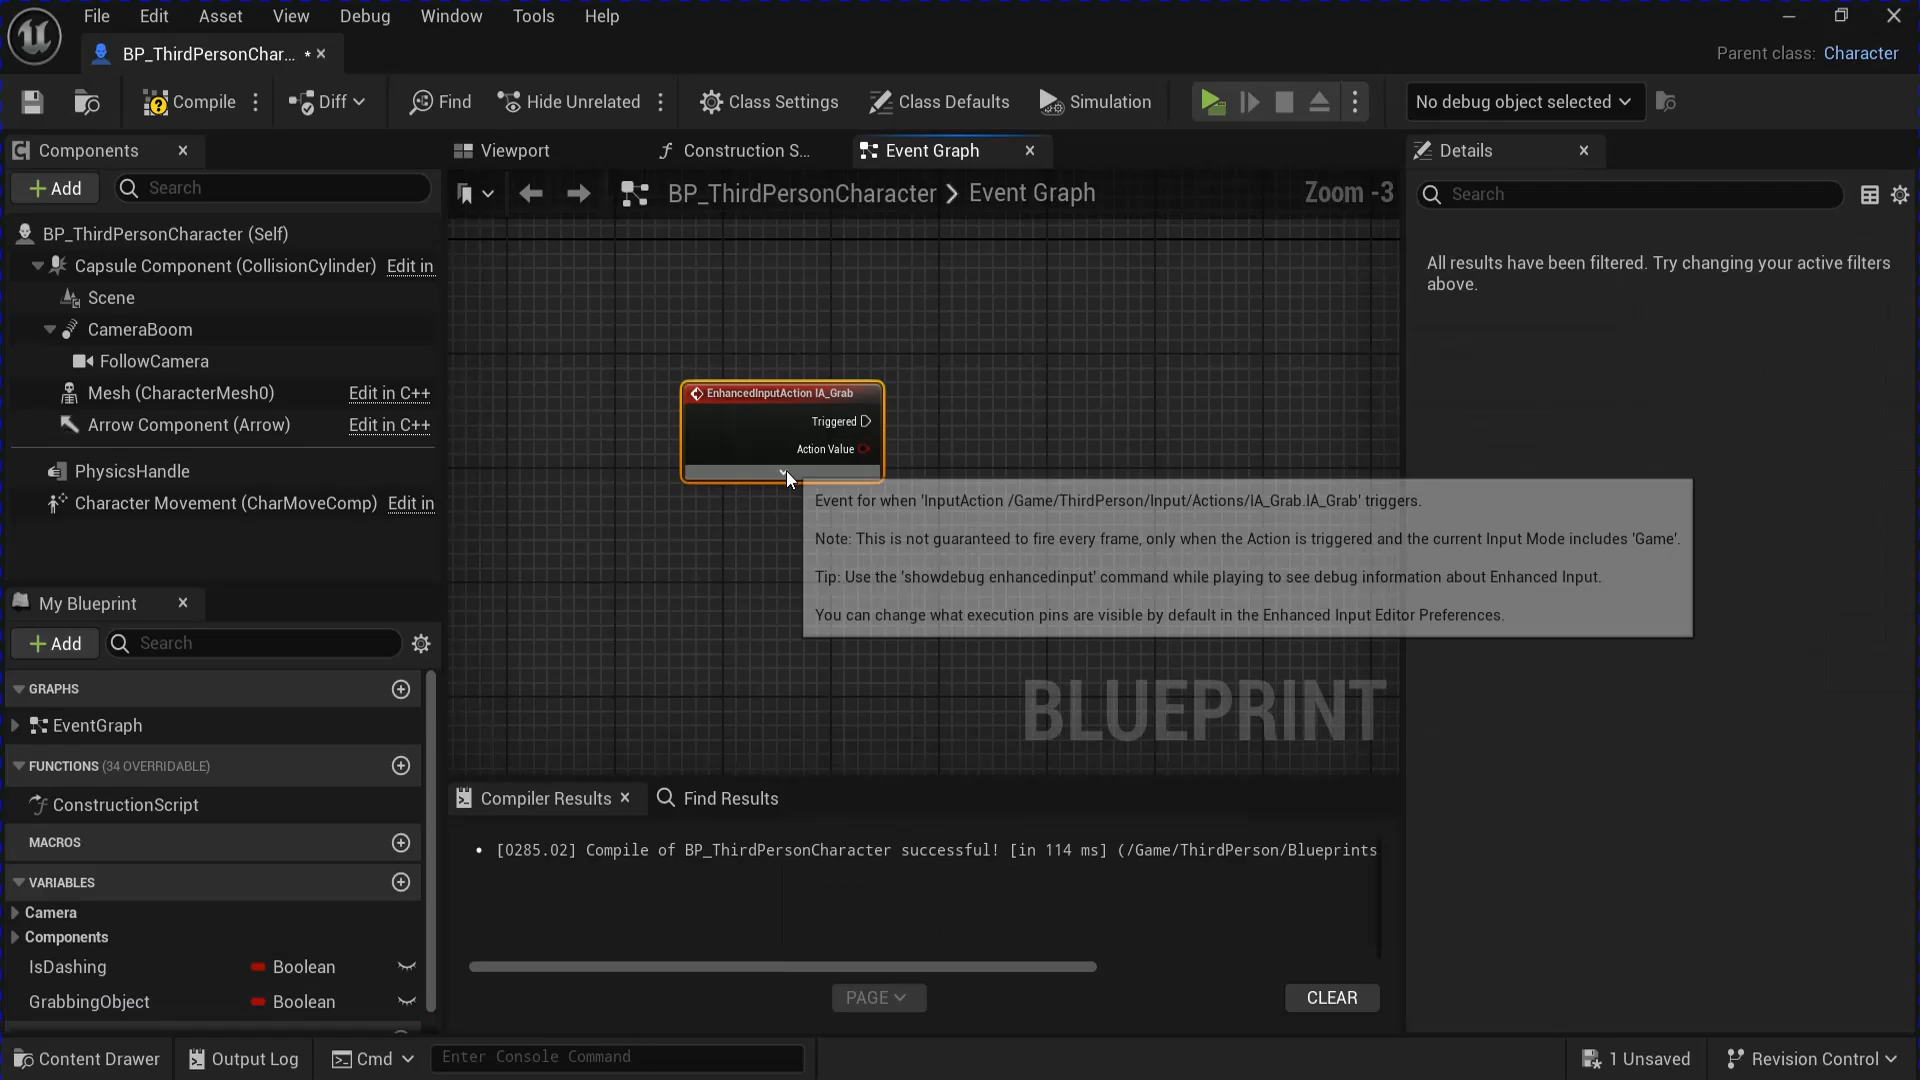 File Edit Asset View Debug Window Tools Help
BP_ThirdPersonChar... *
Parent class: Character
Compile Diff Find Hide Unrelated Class Settings Class Defaults Simulation No debug object selected
Components
Viewport Construction S... Event Graph
Details
Add Search
BP_ThirdPersonCharacter > Event Graph Zoom -3
Search
BP_ThirdPersonCharacter (Self)
Capsule Component (CollisionCylinder) Edit in
Scene
CameraBoom
FollowCamera
Mesh (CharacterMesh0) Edit in C++
Arrow Component (Arrow) Edit in C++
PhysicsHandle
Character Movement (CharMoveComp) Edit in
All results have been filtered. Try changing your active filters
above.
EnhancedInputAction IA_Grab
Triggered
Action Value
Event for when 'InputAction /Game/ThirdPerson/Input/Actions/IA_Grab.IA_Grab' triggers.
Note: This is not guaranteed to fire every frame, only when the Action is triggered and the current Input Mode includes 'Game'.
Tip: Use the 'showdebug enhancedinput' command while playing to see debug information about Enhanced Input.
You can change what execution pins are visible by default in the Enhanced Input Editor Preferences.
BLUEPRINT
My Blueprint
Add Search
GRAPHS
EventGraph
FUNCTIONS (34 OVERRIDABLE)
ConstructionScript
MACROS
VARIABLES
Camera
Components
IsDashing Boolean
GrabbingObject Boolean
Compiler Results Find Results
• [0285.02] Compile of BP_ThirdPersonCharacter successful! [in 114 ms] (/Game/ThirdPerson/Blueprints
PAGE CLEAR
Content Drawer Output Log Cmd Enter Console Command 1 Unsaved Revision Control